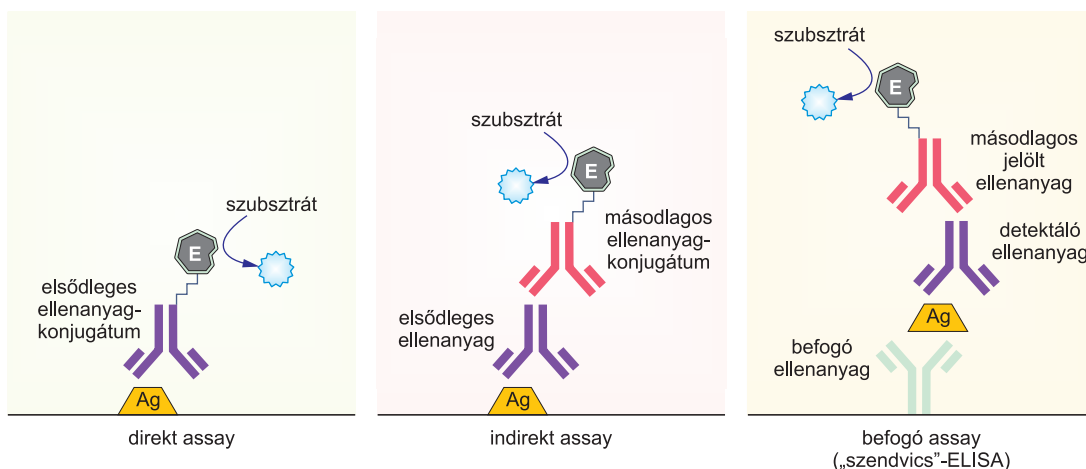 szubsztrát
E
elsődleges
ellenanyag-
konjugátum
Ag
direkt assay
szubsztrát
E
másodlagos
ellenanyag-
konjugátum
elsődleges
ellenanyag
Ag
indirekt assay
szubsztrát
E
másodlagos
jelölt
ellenanyag
detektáló
ellenanyag
Ag
befogó
ellenanyag
befogó assay
(„szendvics”-ELISA)